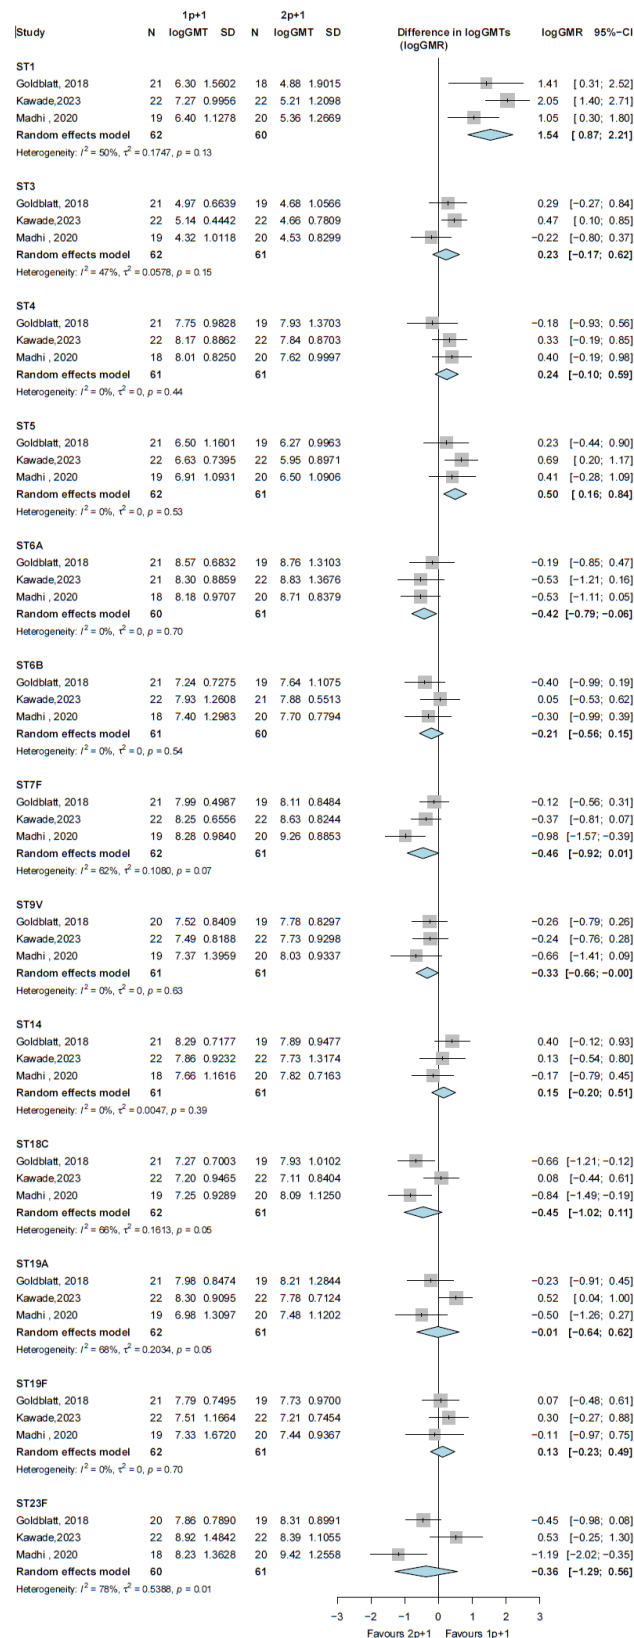 1p+1 2p+1
Study N logGMT SD N logGMT SD Difference in logGMTs logGMR 95%−CI
(logGMR)
ST1
Goldblatt, 2018 21 6.30 1.5602 18 4.88 1.9015 1.41 [ 0.31; 2.52]
Kawade,2023 22 7.27 0.9956 22 5.21 1.2098 2.05 [ 1.40; 2.71]
Madhi , 2020 19 6.40 1.1278 20 5.36 1.2669 1.05 [ 0.30; 1.80]
Random effects model 62 60 1.54 [ 0.87; 2.21]
Heterogeneity: I² = 50%, τ² = 0.1747, p = 0.13
ST3
Goldblatt, 2018 21 4.97 0.6639 19 4.68 1.0566 0.29 [−0.27; 0.84]
Kawade,2023 22 5.14 0.4442 22 4.66 0.7809 0.47 [ 0.10; 0.85]
Madhi , 2020 19 4.32 1.0118 20 4.53 0.8299 −0.22 [−0.80; 0.37]
Random effects model 62 61 0.23 [−0.17; 0.62]
Heterogeneity: I² = 47%, τ² = 0.0578, p = 0.15
ST4
Goldblatt, 2018 21 7.75 0.9828 19 7.93 1.3703 −0.18 [−0.93; 0.56]
Kawade,2023 22 8.17 0.8862 22 7.84 0.8703 0.33 [−0.19; 0.85]
Madhi , 2020 18 8.01 0.8250 20 7.62 0.9997 0.40 [−0.19; 0.98]
Random effects model 61 61 0.24 [−0.10; 0.59]
Heterogeneity: I² = 0%, τ² = 0, p = 0.44
ST5
Goldblatt, 2018 21 6.50 1.1601 19 6.27 0.9963 0.23 [−0.44; 0.90]
Kawade,2023 22 6.63 0.7395 22 5.95 0.8971 0.69 [ 0.20; 1.17]
Madhi , 2020 19 6.91 1.0931 20 6.50 1.0906 0.41 [−0.28; 1.09]
Random effects model 62 61 0.50 [ 0.16; 0.84]
Heterogeneity: I² = 0%, τ² = 0, p = 0.53
ST6A
Goldblatt, 2018 21 8.57 0.6832 19 8.76 1.3103 −0.19 [−0.85; 0.47]
Kawade,2023 21 8.30 0.8859 22 8.83 1.3676 −0.53 [−1.21; 0.16]
Madhi , 2020 18 8.18 0.9707 20 8.71 0.8379 −0.53 [−1.11; 0.05]
Random effects model 60 61 −0.42 [−0.79; −0.06]
Heterogeneity: I² = 0%, τ² = 0, p = 0.70
ST6B
Goldblatt, 2018 21 7.24 0.7275 19 7.64 1.1075 −0.40 [−0.99; 0.19]
Kawade,2023 22 7.93 1.2608 21 7.88 0.5513 0.05 [−0.53; 0.62]
Madhi , 2020 18 7.40 1.2983 20 7.70 0.7794 −0.30 [−0.99; 0.39]
Random effects model 61 60 −0.21 [−0.56; 0.15]
Heterogeneity: I² = 0%, τ² = 0, p = 0.54
ST7F
Goldblatt, 2018 21 7.99 0.4987 19 8.11 0.8484 −0.12 [−0.56; 0.31]
Kawade,2023 22 8.25 0.6556 22 8.63 0.8244 −0.37 [−0.81; 0.07]
Madhi , 2020 19 8.28 0.9840 20 9.26 0.8853 −0.98 [−1.57; −0.39]
Random effects model 62 61 −0.46 [−0.92; 0.01]
Heterogeneity: I² = 62%, τ² = 0.1080, p = 0.07
ST9V
Goldblatt, 2018 20 7.52 0.8409 19 7.78 0.8297 −0.26 [−0.79; 0.26]
Kawade,2023 22 7.49 0.8188 22 7.73 0.9298 −0.24 [−0.76; 0.28]
Madhi , 2020 19 7.37 1.3959 20 8.03 0.9337 −0.66 [−1.41; 0.09]
Random effects model 61 61 −0.33 [−0.66; −0.00]
Heterogeneity: I² = 0%, τ² = 0, p = 0.63
ST14
Goldblatt, 2018 21 8.29 0.7177 19 7.89 0.9477 0.40 [−0.12; 0.93]
Kawade,2023 22 7.86 0.9232 22 7.73 1.3174 0.13 [−0.54; 0.80]
Madhi , 2020 18 7.66 1.1616 20 7.82 0.7163 −0.17 [−0.79; 0.45]
Random effects model 61 61 0.15 [−0.20; 0.51]
Heterogeneity: I² = 0%, τ² = 0.0047, p = 0.39
ST18C
Goldblatt, 2018 21 7.27 0.7003 19 7.93 1.0102 −0.66 [−1.21; −0.12]
Kawade,2023 22 7.20 0.9465 22 7.11 0.8404 0.08 [−0.44; 0.61]
Madhi , 2020 19 7.25 0.9289 20 8.09 1.1250 −0.84 [−1.49; −0.19]
Random effects model 62 61 −0.45 [−1.02; 0.11]
Heterogeneity: I² = 66%, τ² = 0.1613, p = 0.05
ST19A
Goldblatt, 2018 21 7.98 0.8474 19 8.21 1.2844 −0.23 [−0.91; 0.45]
Kawade,2023 22 8.30 0.9095 22 7.78 0.7124 0.52 [ 0.04; 1.00]
Madhi , 2020 19 6.98 1.3097 20 7.48 1.1202 −0.50 [−1.26; 0.27]
Random effects model 62 61 −0.01 [−0.64; 0.62]
Heterogeneity: I² = 68%, τ² = 0.2034, p = 0.05
ST19F
Goldblatt, 2018 21 7.79 0.7495 19 7.73 0.9700 0.07 [−0.48; 0.61]
Kawade,2023 22 7.51 1.1664 22 7.21 0.7454 0.30 [−0.27; 0.88]
Madhi , 2020 19 7.33 1.6720 20 7.44 0.9367 −0.11 [−0.97; 0.75]
Random effects model 62 61 0.13 [−0.23; 0.49]
Heterogeneity: I² = 0%, τ² = 0, p = 0.70
ST23F
Goldblatt, 2018 20 7.86 0.7890 19 8.31 0.8991 −0.45 [−0.98; 0.08]
Kawade,2023 22 8.92 1.4842 22 8.39 1.1055 0.53 [−0.25; 1.30]
Madhi , 2020 18 8.23 1.3628 20 9.42 1.2558 −1.19 [−2.02; −0.35]
Random effects model 60 61 −0.36 [−1.29; 0.56]
Heterogeneity: I² = 78%, τ² = 0.5388, p = 0.01
−3 −2 −1 0 1 2 3
Favours 2p+1 Favours 1p+1